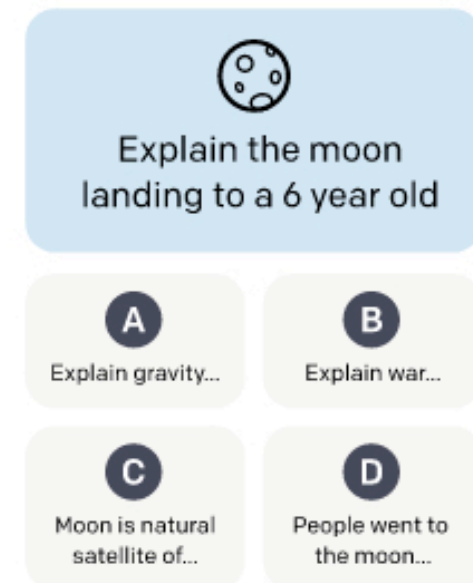 Explain the moon
landing to a 6 year old
A
Explain gravity...
B
Explain war...
C
Moon is natural
satellite of...
D
People went to
the moon...